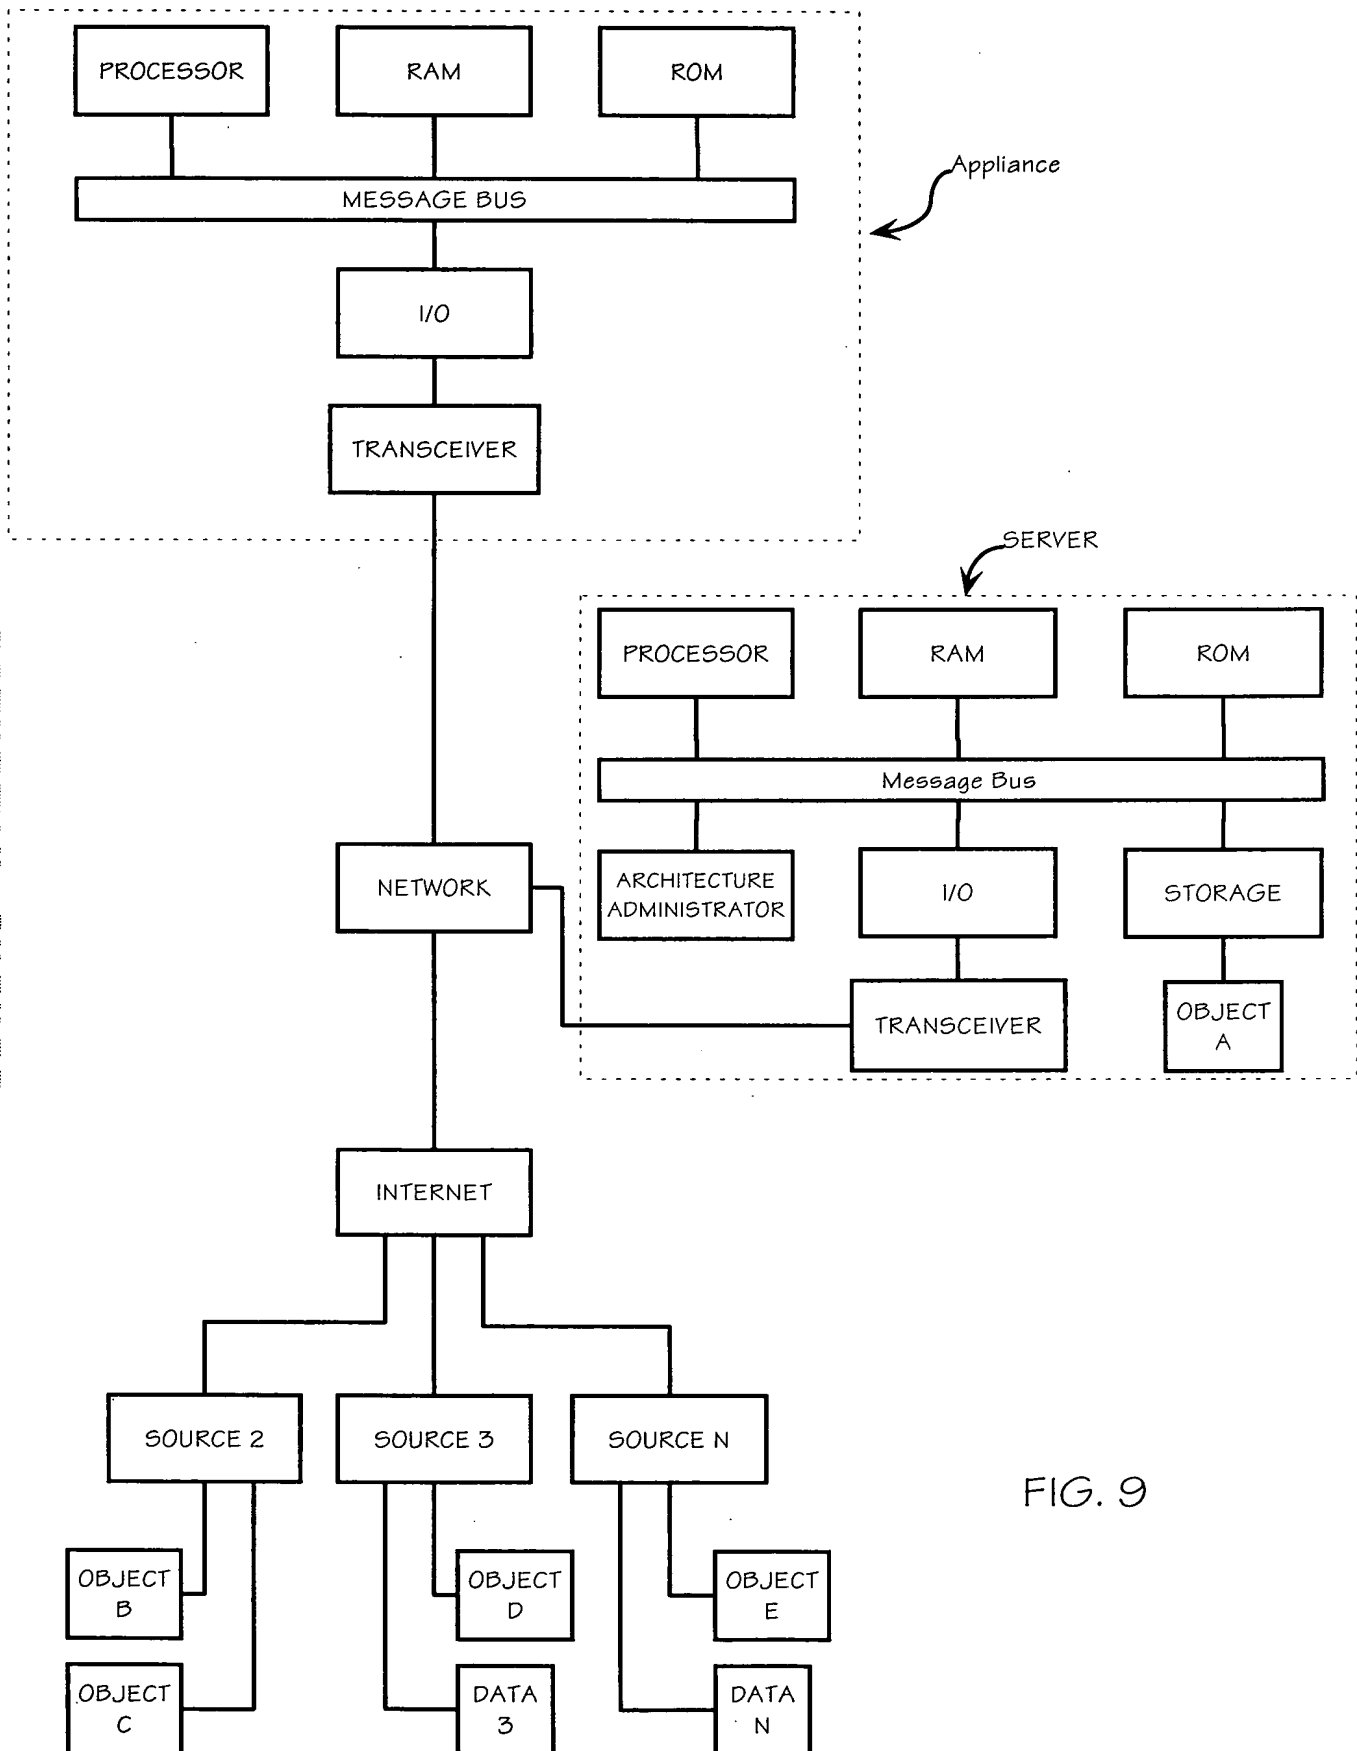 PROCESSOR
RAM
ROM
Appliance
MESSAGE BUS
I/O
TRANSCEIVER
SERVER
PROCESSOR
RAM
ROM
Message Bus
NETWORK
ARCHITECTURE
ADMINISTRATOR
I/O
STORAGE
TRANSCEIVER
OBJECT
A
INTERNET
SOURCE 2
SOURCE 3
SOURCE N
FIG. 9
OBJECT
B
OBJECT
D
OBJECT
E
OBJECT
C
DATA
3
DATA
N